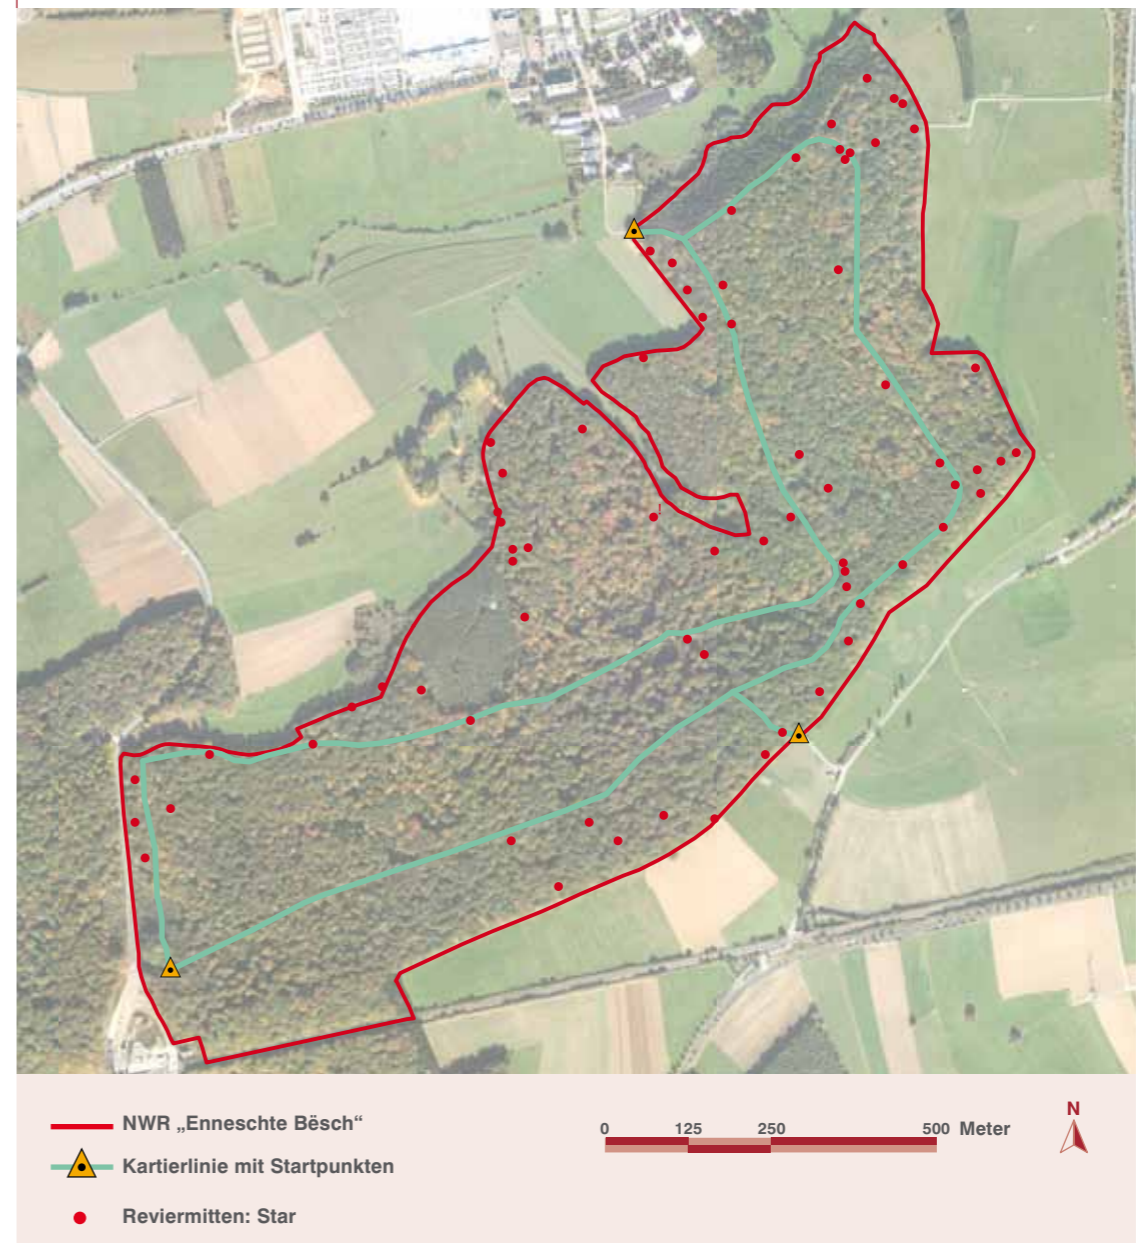 NWR „Enneschte Bësch“
Kartierlinie mit Startpunkten
Reviermitten: Star
0 125 250 500 Meter
N
!